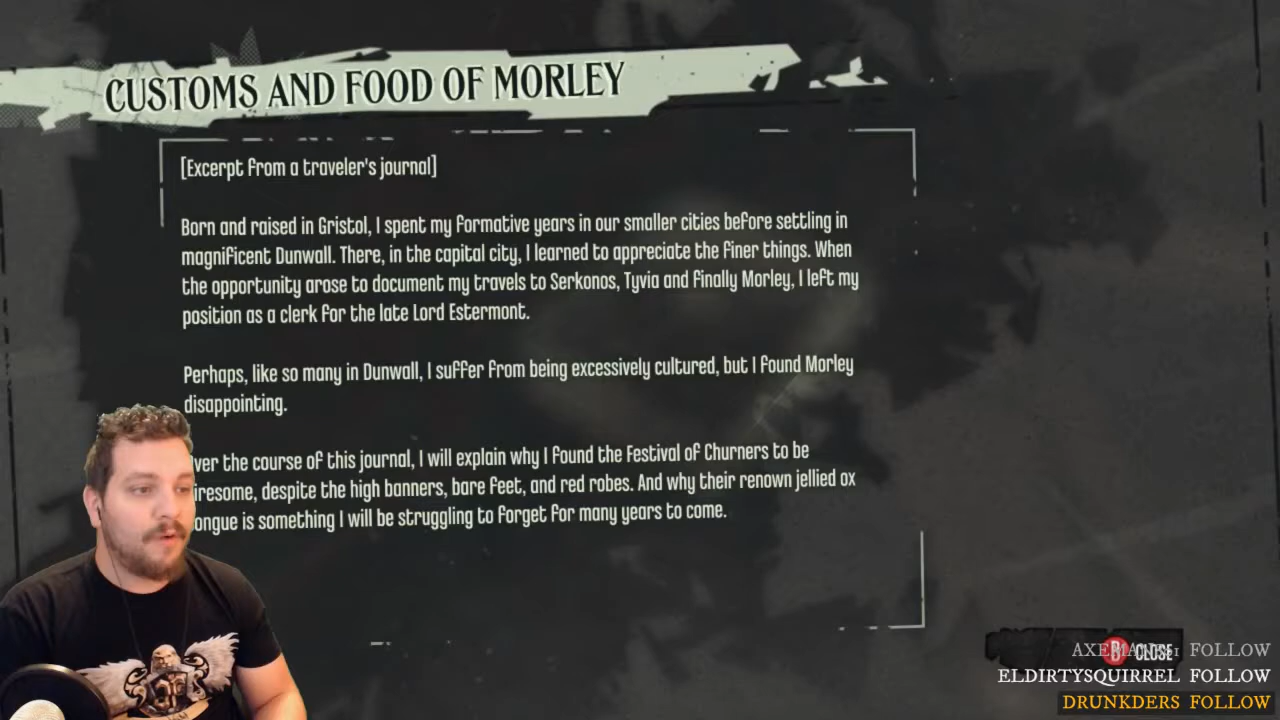 CUSTOMS AND FOOD OF MORLEY
[Excerpt from a traveler's journal]
Born and raised in Gristol, I spent my formative years in our smaller cities before settling in
magnificent Dunwall. There, in the capital city, I learned to appreciate the finer things. When
the opportunity arose to document my travels to Serkonos, Tyvia and finally Morley, I left my
position as a clerk for the late Lord Estermont.
Perhaps, like so many in Dunwall, I suffer from being excessively cultured, but I found Morley
disappointing.
ver the course of this journal, I will explain why I found the Festival of Churners to be
iresome, despite the high banners, bare feet, and red robes. And why their renown jellied ox
ongue is something I will be struggling to forget for many years to come.
B CLOSE
FOLLOW
ELDIRTYSQUIRREL FOLLOW
DRUNKDERS FOLLOW